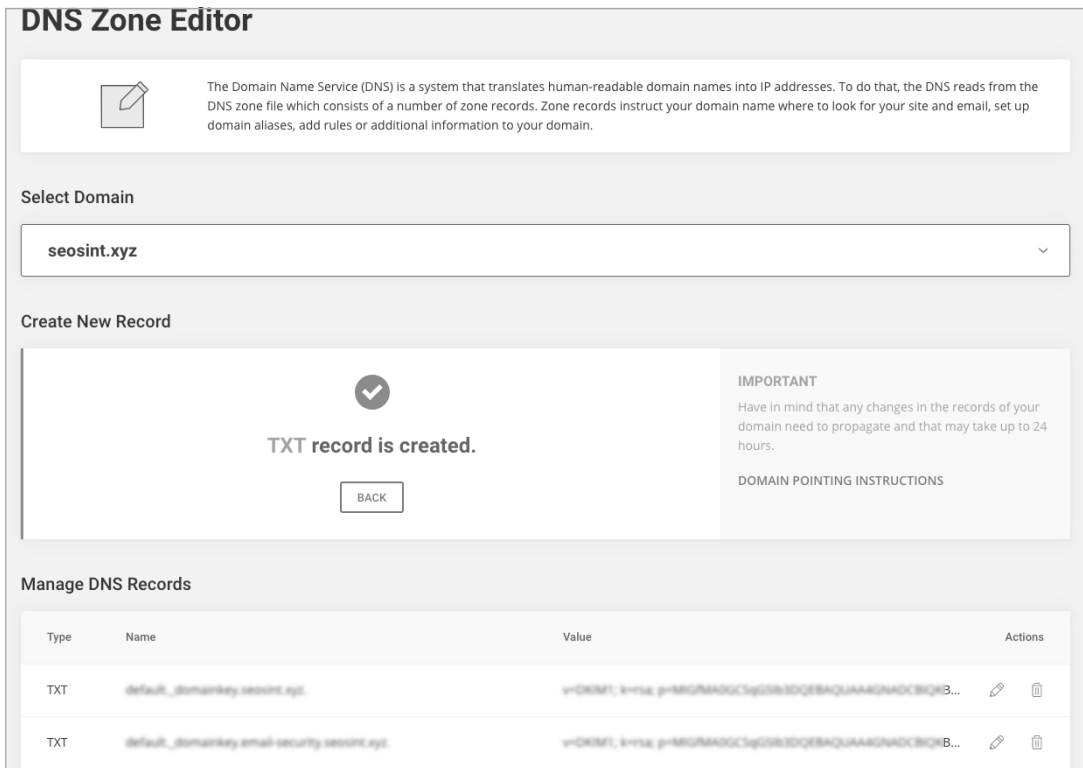 DNS Zone Editor
The Domain Name Service (DNS) is a system that translates human-readable domain names into IP addresses. To do that, the DNS reads from the
DNS zone file which consists of a number of zone records. Zone records instruct your domain name where to look for your site and email, set up
domain aliases, add rules or additional information to your domain.
Select Domain
seosint.xyz
Create New Record
TXT record is created.
BACK
IMPORTANT
Have in mind that any changes in the records of your
domain need to propagate and that may take up to 24
hours.
DOMAIN POINTING INSTRUCTIONS
Manage DNS Records
Type Name Value Actions
TXT B...
TXT B...